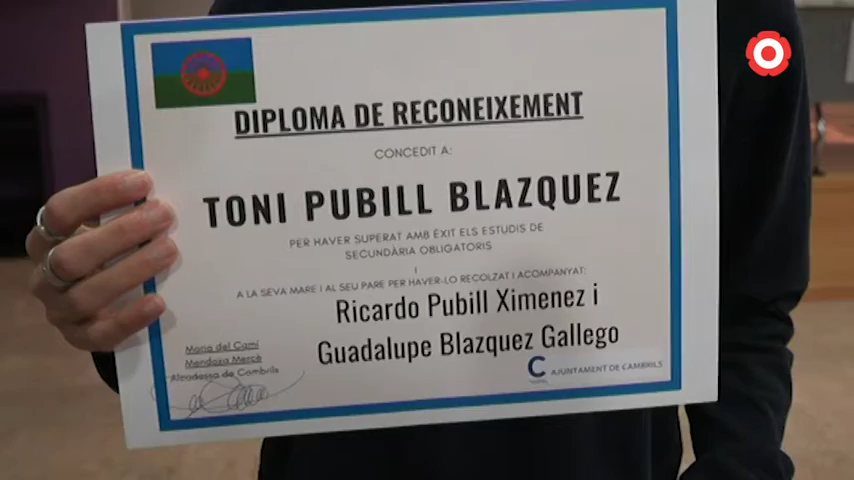 DIPLOMA DE RECONEIXEMENT
CONCEDIT A:
TONI PUBILL BLAZQUEZ
PER HAVER SUPERAT AMB ÈXIT ELS ESTUDIS DE
SECUNDÀRIA OBLIGATORIS
I
A LA SEVA MARE I AL SEU PARE PER HAVER-LO RECOLZAT I ACOMPANYAT:
Ricardo Pubill Ximenez i
Guadalupe Blazquez Gallego
Maria del Camí
Mendoza Mercè
Alcadessa de Cambrils
C AJUNTAMENT DE CAMBRILS